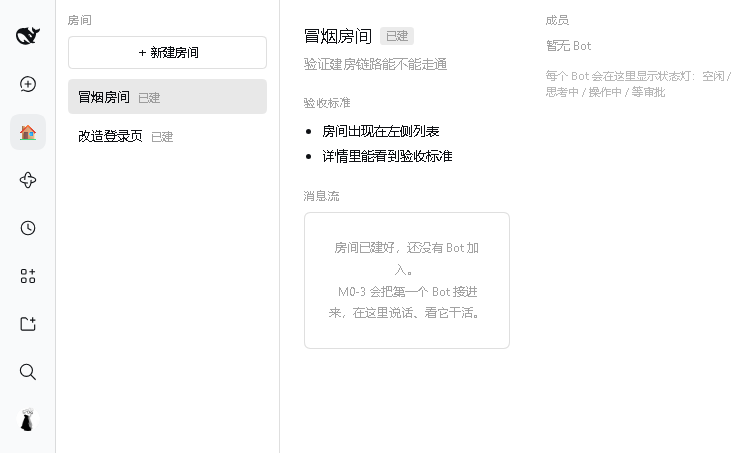 房间
+ 新建房间
冒烟房间 已建
改造登录页 已建
冒烟房间 已建
验证建房链路能不能走通
验收标准
房间出现在左侧列表
详情里能看到验收标准
消息流
房间已建好，还没有 Bot 加
入。
M0-3 会把第一个 Bot 接进
来，在这里说话、看它干活。
成员
暂无 Bot
每个 Bot 会在这里显示状态灯：空闲 /
思考中 / 操作中 / 等审批